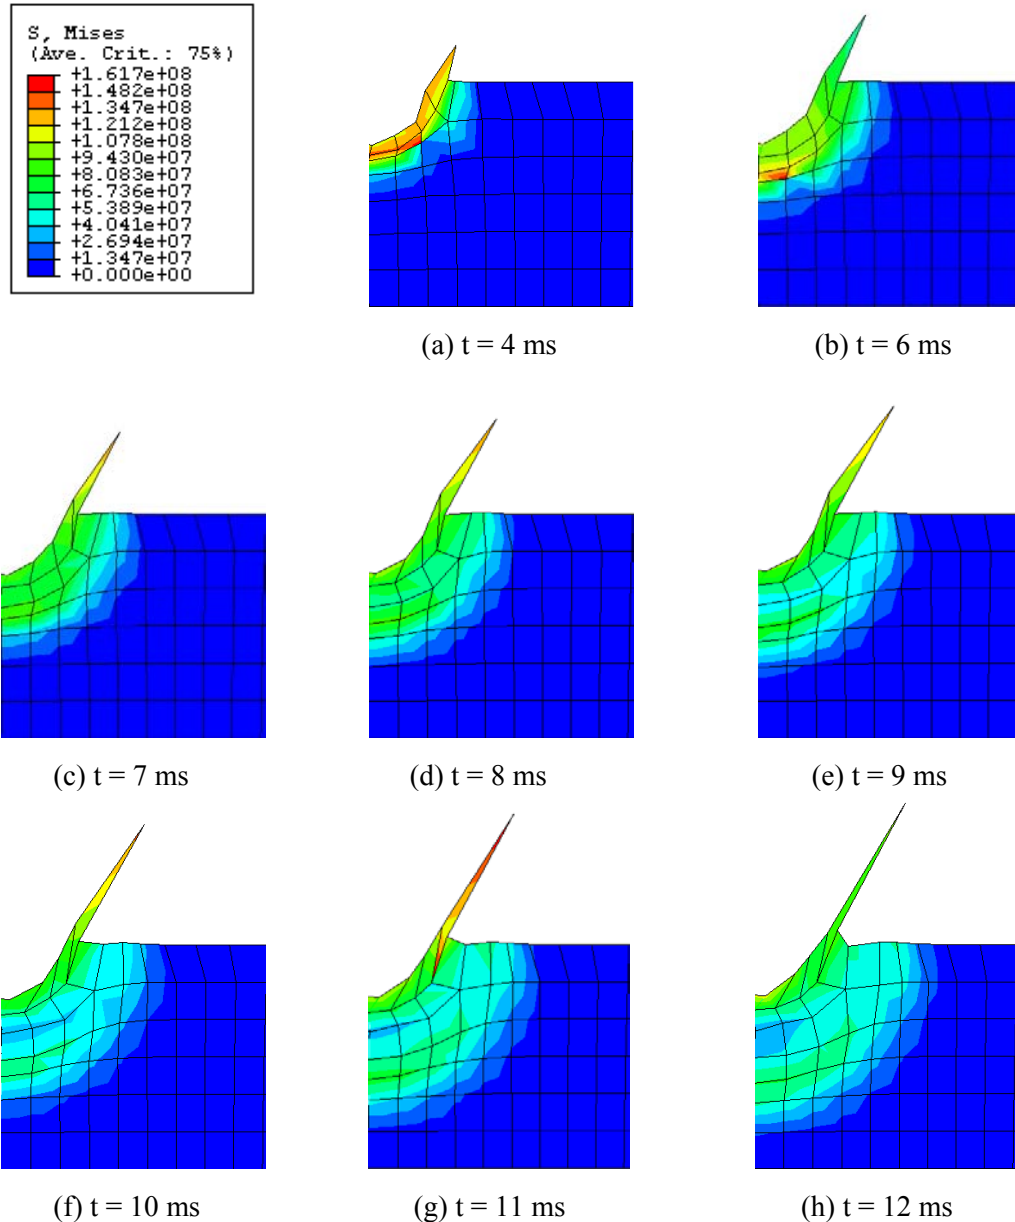 S, Mises
(Ave. Crit.: 75%)
+1.617e+08
+1.482e+08
+1.347e+08
+1.212e+08
+1.078e+08
+9.430e+07
+8.083e+07
+6.736e+07
+5.389e+07
+4.041e+07
+2.694e+07
+1.347e+07
+0.000e+00
(a) t = 4 ms
(b) t = 6 ms
(c) t = 7 ms
(d) t = 8 ms
(e) t = 9 ms
(f) t = 10 ms
(g) t = 11 ms
(h) t = 12 ms